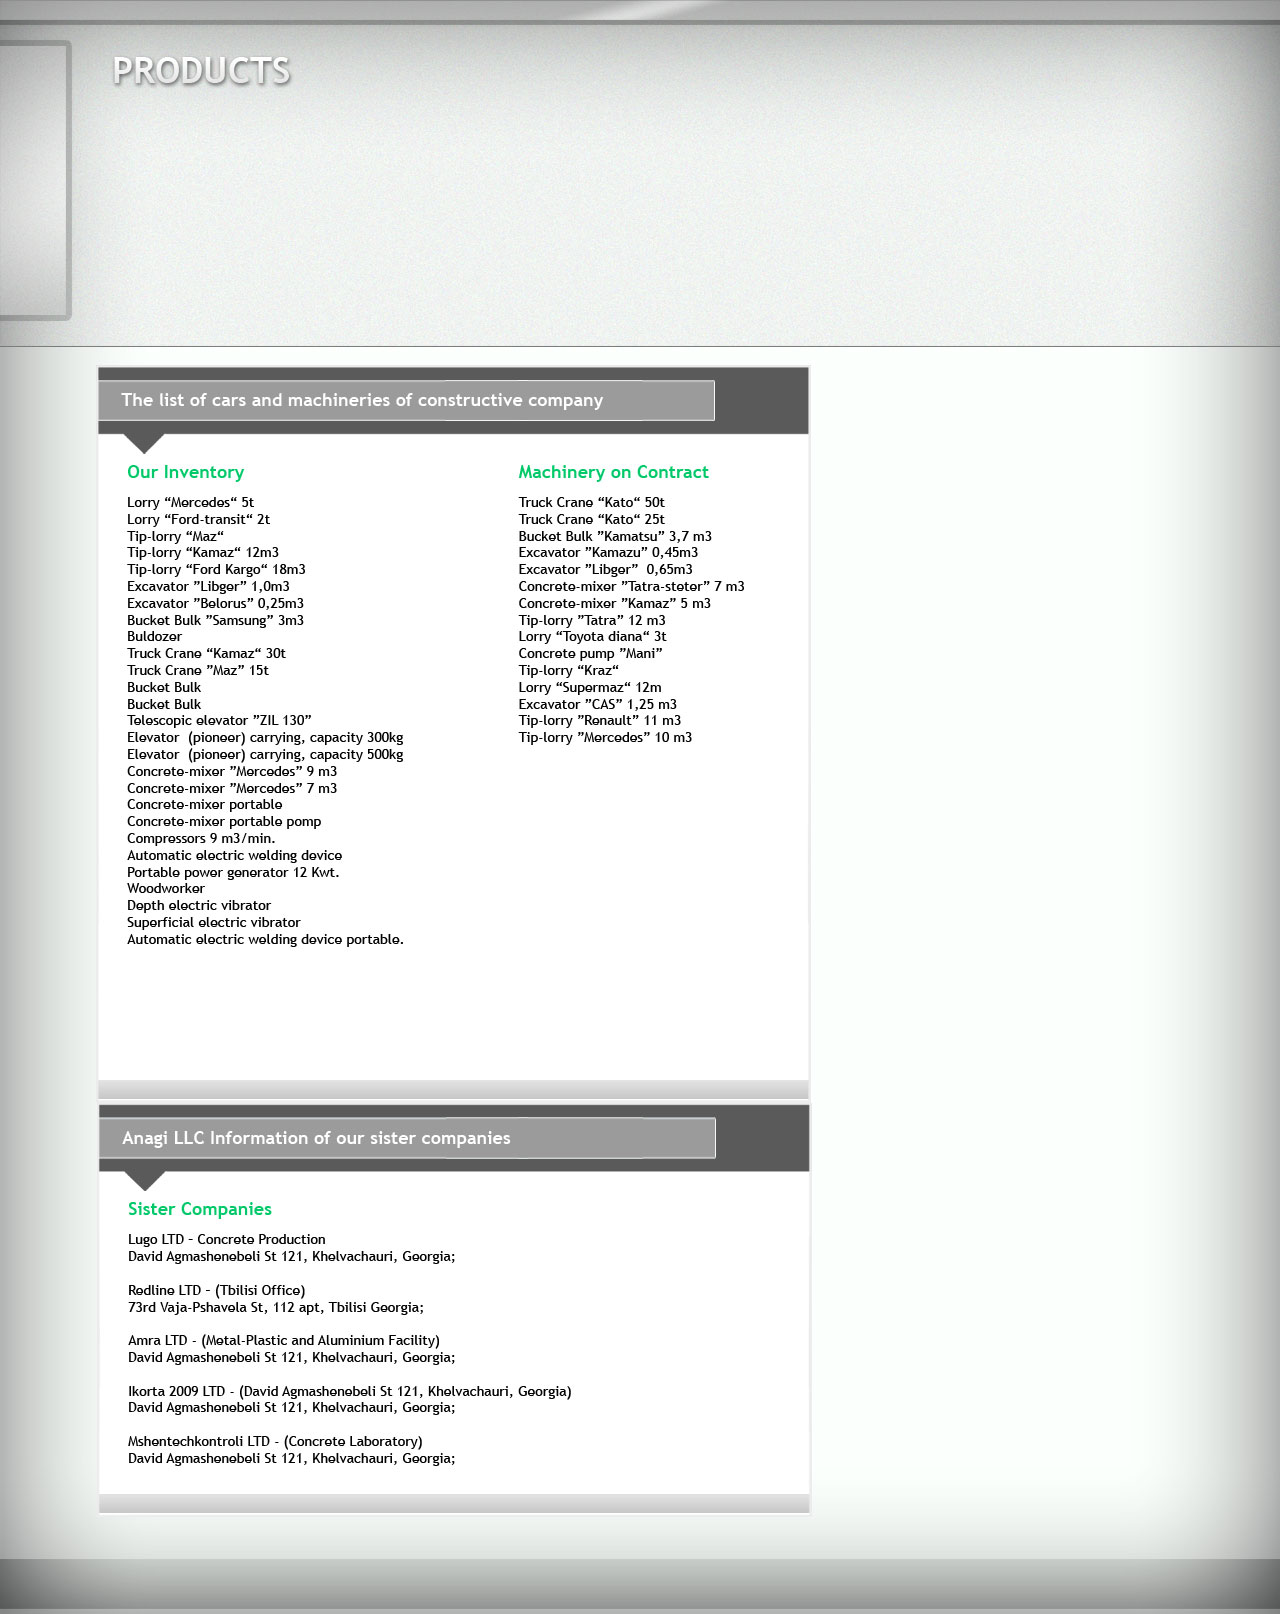 PRODUCTS
The list of cars and machineries of constructive company
Our Inventory
Lorry “Mercedes“ 5t
Lorry “Ford-transit“ 2t
Tip-lorry “Maz“
Tip-lorry “Kamaz“ 12m3
Tip-lorry “Ford Kargo“ 18m3
Excavator ”Libger” 1,0m3
Excavator ”Belorus” 0,25m3
Bucket Bulk ”Samsung” 3m3
Buldozer
Truck Crane “Kamaz“ 30t
Truck Crane ”Maz” 15t
Bucket Bulk
Bucket Bulk
Telescopic elevator ”ZIL 130”
Elevator  (pioneer) carrying, capacity 300kg
Elevator  (pioneer) carrying, capacity 500kg
Concrete-mixer ”Mercedes” 9 m3
Concrete-mixer ”Mercedes” 7 m3
Concrete-mixer portable
Concrete-mixer portable pomp
Compressors 9 m3/min.
Automatic electric welding device
Portable power generator 12 Kwt.
Woodworker
Depth electric vibrator
Superficial electric vibrator
Automatic electric welding device portable.
Machinery on Contract
Truck Crane “Kato“ 50t
Truck Crane “Kato“ 25t
Bucket Bulk ”Kamatsu” 3,7 m3
Excavator ”Kamazu” 0,45m3
Excavator ”Libger”  0,65m3
Concrete-mixer ”Tatra-steter” 7 m3
Concrete-mixer ”Kamaz” 5 m3
Tip-lorry ”Tatra” 12 m3
Lorry “Toyota diana“ 3t
Concrete pump ”Mani”
Tip-lorry “Kraz“
Lorry “Supermaz“ 12m
Excavator ”CAS” 1,25 m3
Tip-lorry ”Renault” 11 m3
Tip-lorry ”Mercedes” 10 m3
Anagi LLC Information of our sister companies
Sister Companies
Lugo LTD – Concrete Production
David Agmashenebeli St 121, Khelvachauri, Georgia;
Redline LTD – (Tbilisi Office)
73rd Vaja-Pshavela St, 112 apt, Tbilisi Georgia;
Amra LTD - (Metal-Plastic and Aluminium Facility)
David Agmashenebeli St 121, Khelvachauri, Georgia;
Ikorta 2009 LTD - (David Agmashenebeli St 121, Khelvachauri, Georgia)
David Agmashenebeli St 121, Khelvachauri, Georgia;
Mshentechkontroli LTD - (Concrete Laboratory)
David Agmashenebeli St 121, Khelvachauri, Georgia;